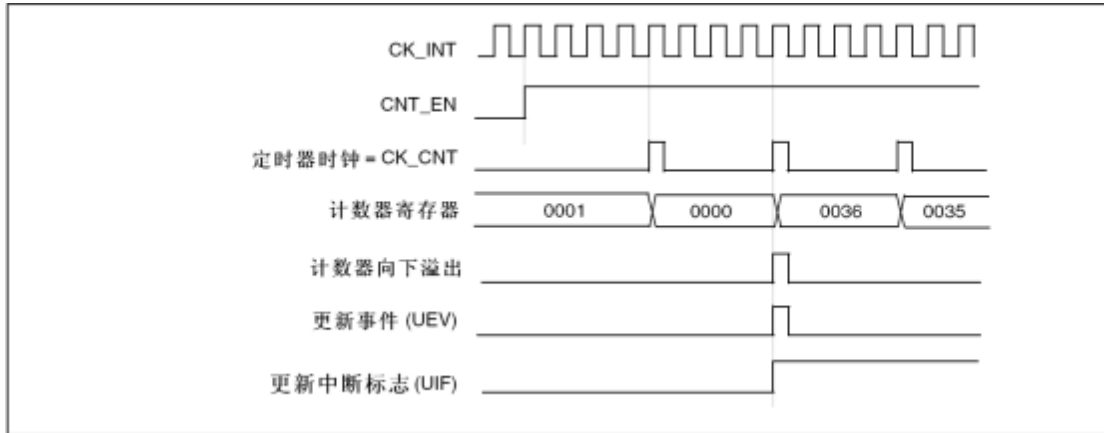 CK_INT
CNT_EN
定时器时钟 = CK_CNT
计数器寄存器 0001 0000 0036 0035
计数器向下溢出
更新事件 (UEV)
更新中断标志 (UIF)